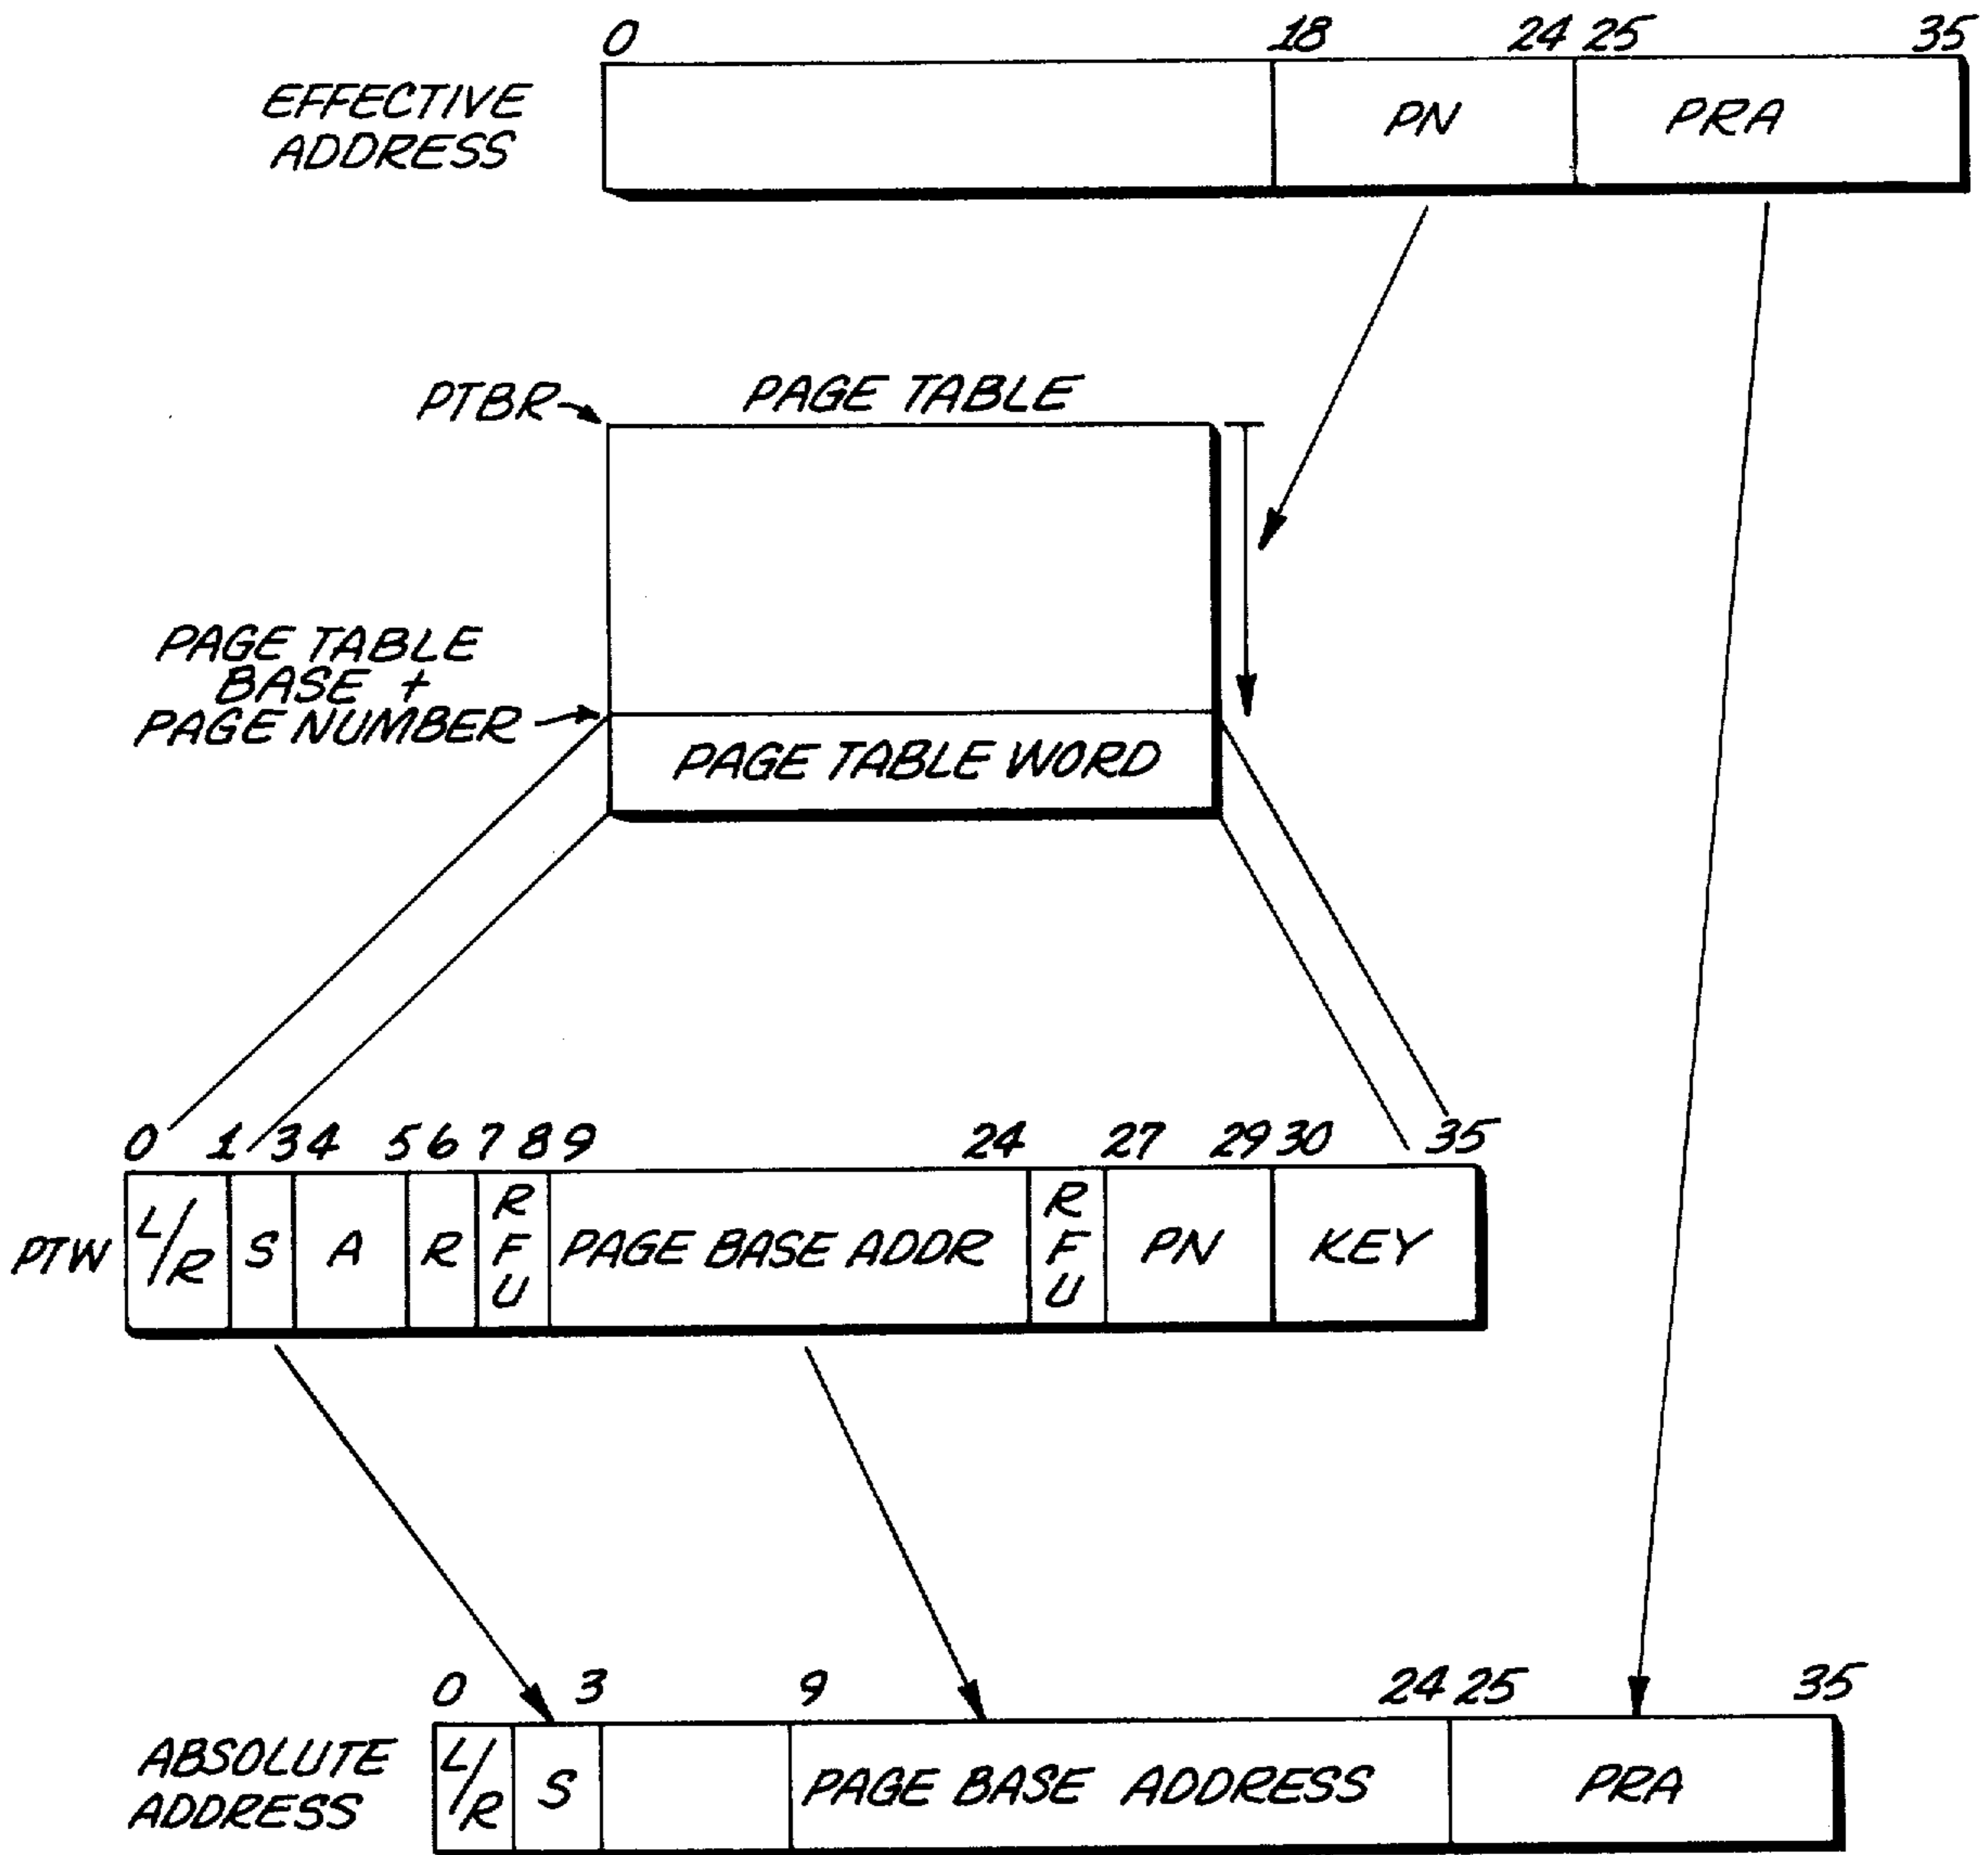 0 18 24 25 35
EFFECTIVE
ADDRESS
PN PRA
PTBR
PAGE TABLE
PAGE TABLE
BASE +
PAGE NUMBER
PAGE TABLE WORD
0 1 3 4 5 6 7 8 9 24 27 29 30 35
PTW L/R S A R RFU PAGE BASE ADDR RFU PN KEY
0 3 9 24 25 35
ABSOLUTE
ADDRESS
L/R S PAGE BASE ADDRESS PRA